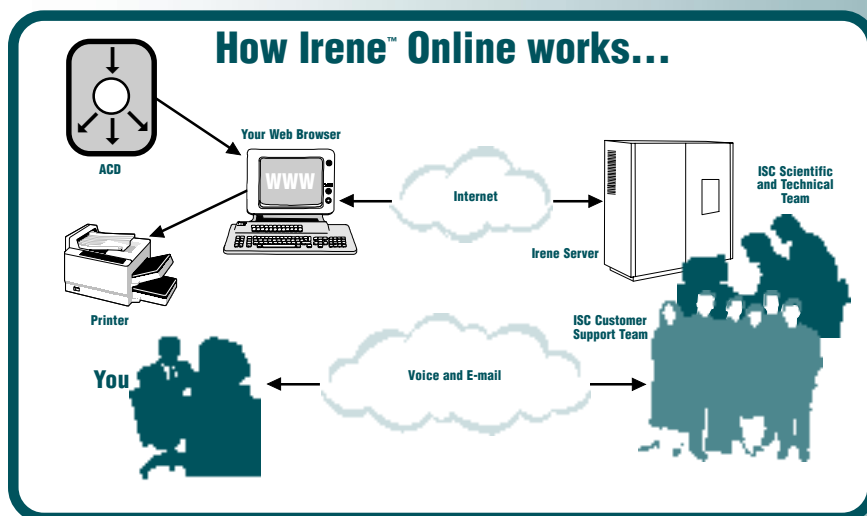 How Irene™ Online works...
ACD
Your Web Browser
WWW
Internet
Irene Server
ISC Scientific
and Technical
Team
Printer
ISC Customer
Support Team
You
Voice and E-mail